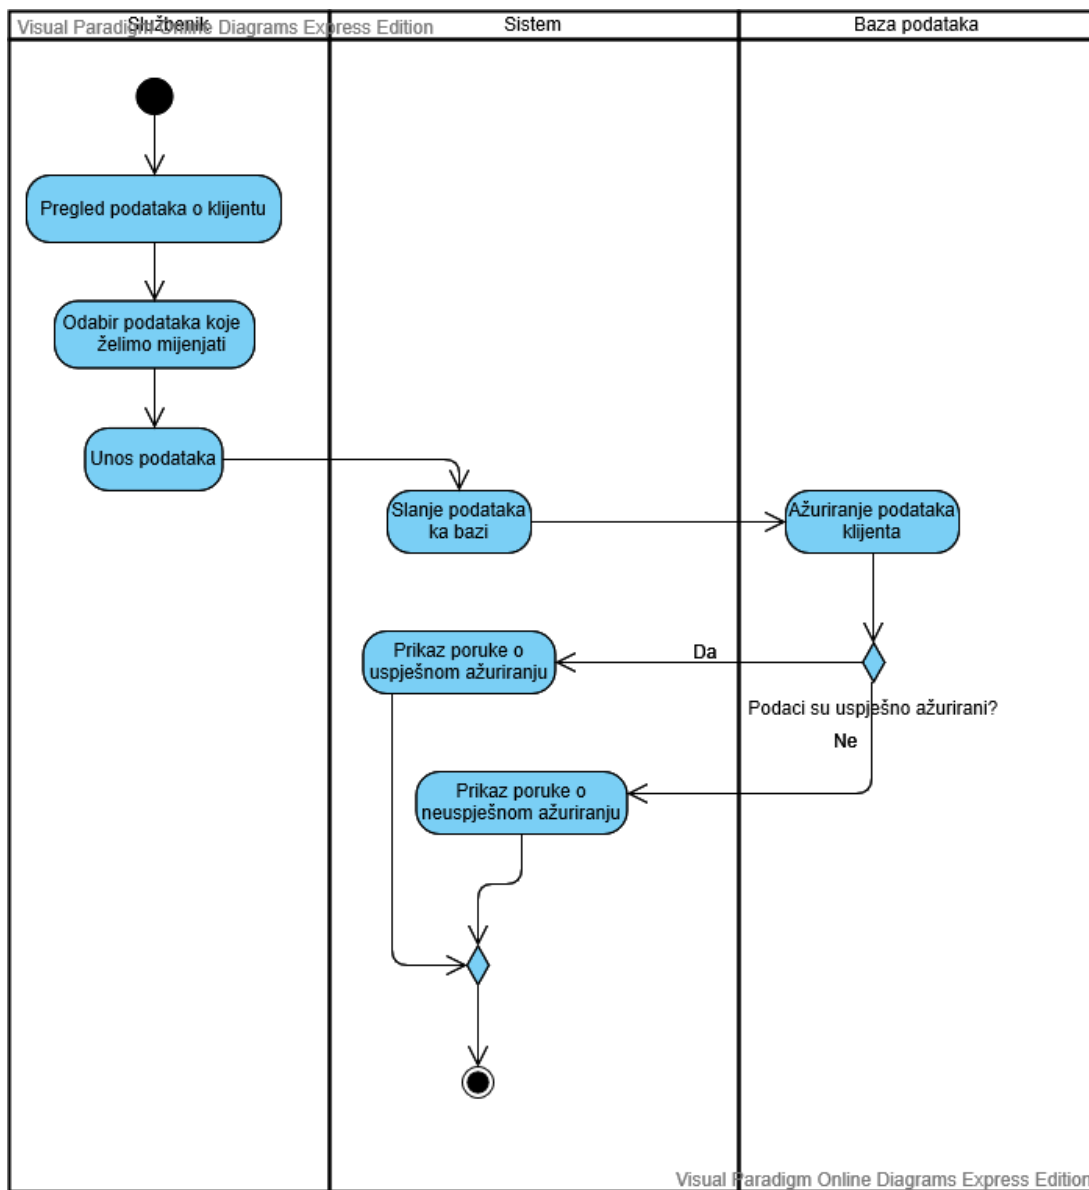 Službenik
Visual Paradigm Online Diagrams Express Edition
Sistem
Baza podataka
Pregled podataka o klijentu
Odabir podataka koje
želimo mijenjati
Unos podataka
Slanje podataka
ka bazi
Ažuriranje podataka
klijenta
Prikaz poruke o
uspješnom ažuriranju
Da
Podaci su uspješno ažurirani?
Ne
Prikaz poruke o
neuspješnom ažuriranju
Visual Paradigm Online Diagrams Express Edition